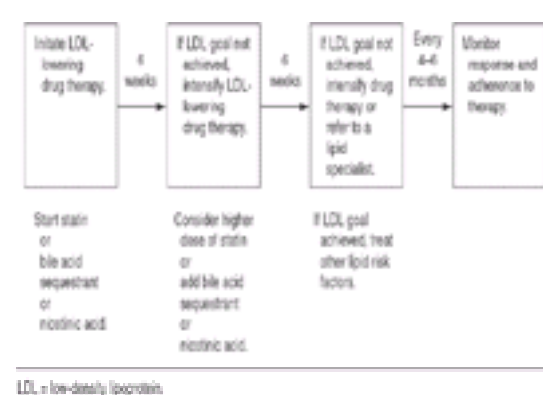 Initiate LDL-
lowering
drug therapy.
6
weeks
If LDL goal not
achieved,
intensify LDL-
lowering
drug therapy.
6
weeks
If LDL goal not
achieved,
intensify drug
therapy or
refer to a
lipid
specialist.
Every
4–6
months
Monitor
response and
adherence to
therapy.
Start statin
or
bile acid
sequestrant
or
nicotinic acid.
Consider higher
dose of statin
or
add bile acid
sequestrant
or
nicotinic acid.
If LDL goal
achieved, treat
other lipid risk
factors.
LDL = low-density lipoprotein.